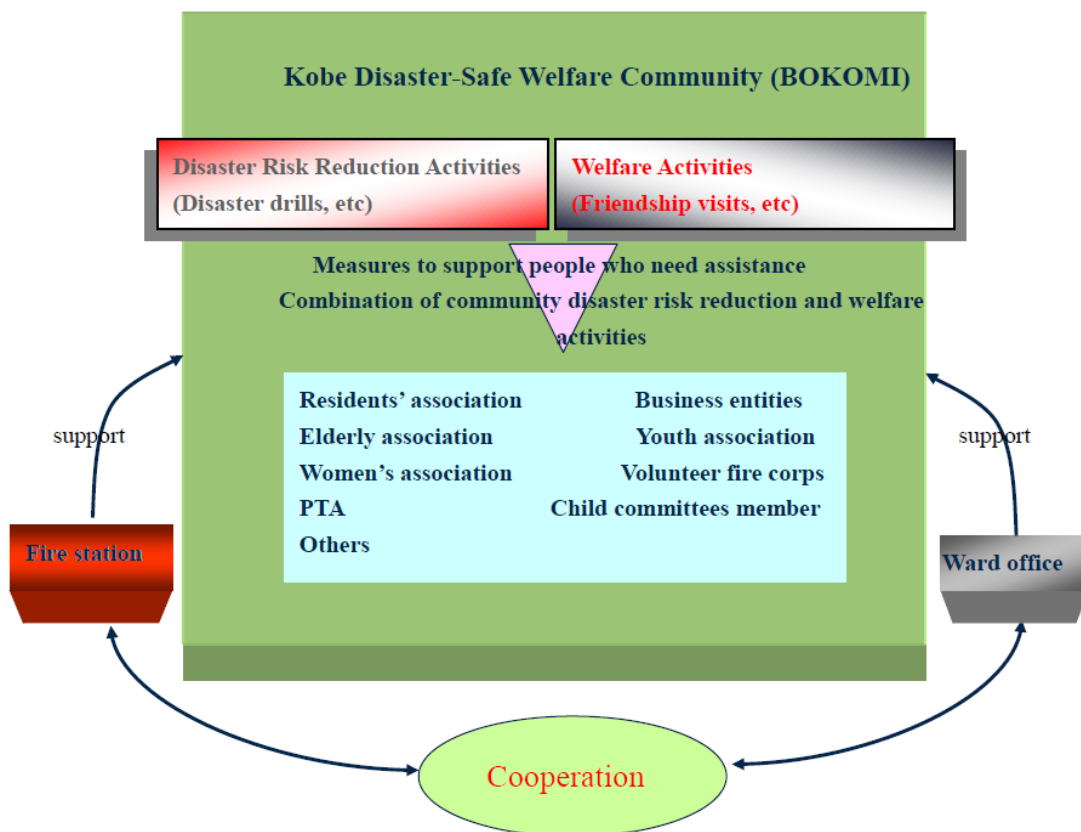 Kobe Disaster-Safe Welfare Community (BOKOMI)
Disaster Risk Reduction Activities
(Disaster drills, etc)
Welfare Activities
(Friendship visits, etc)
Measures to support people who need assistance
Combination of community disaster risk reduction and welfare
activities
Residents’ association
Business entities
Elderly association
Youth association
Women’s association
Volunteer fire corps
PTA
Child committees member
Others
support
support
Fire station
Ward office
Cooperation